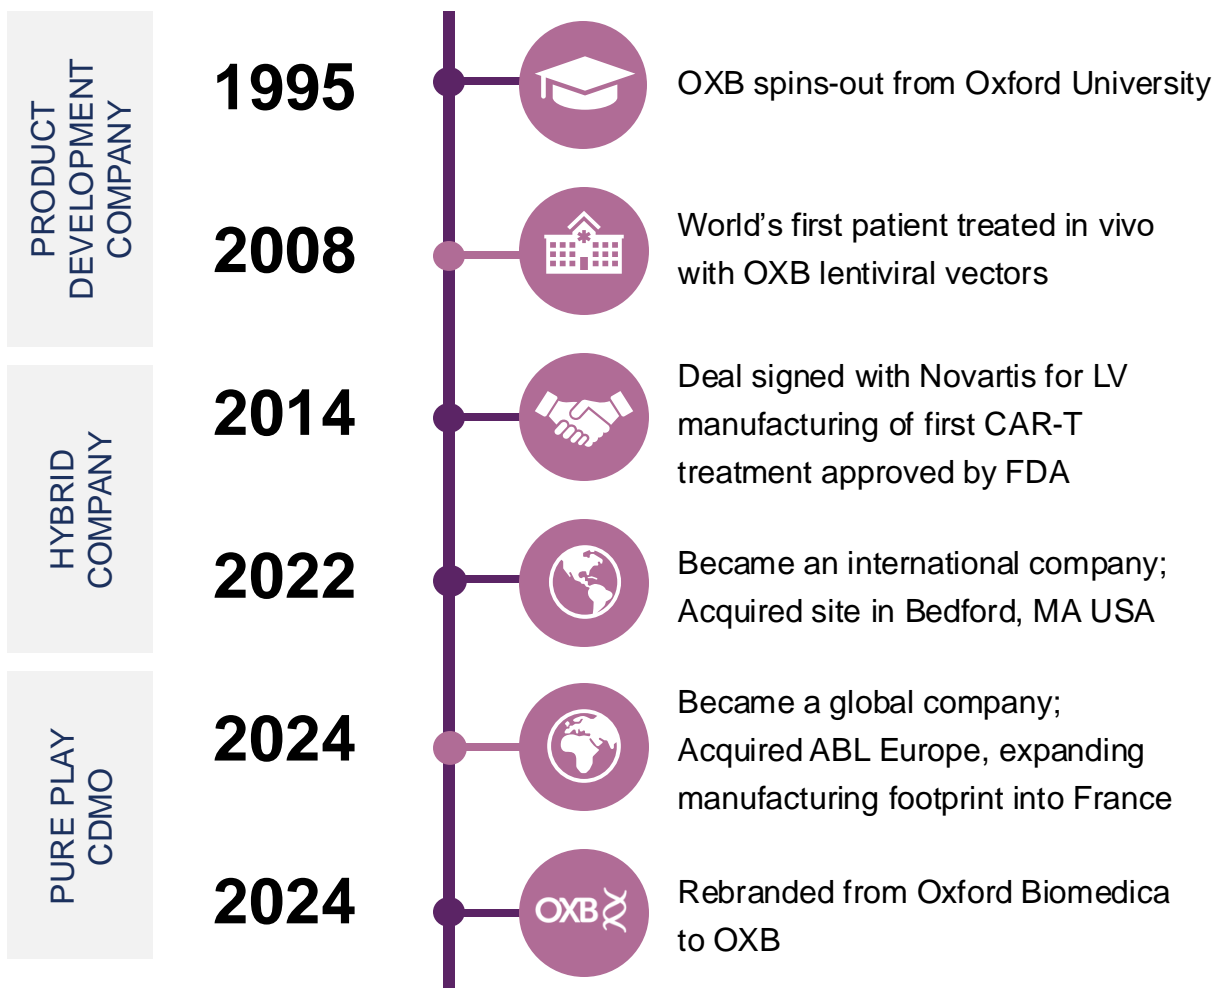 PRODUCT
DEVELOPMENT
COMPANY
1995
OXB spins-out from Oxford University
2008
World’s first patient treated in vivo
with OXB lentiviral vectors
HYBRID
COMPANY
2014
Deal signed with Novartis for LV
manufacturing of first CAR-T
treatment approved by FDA
2022
Became an international company;
Acquired site in Bedford, MA USA
PURE PLAY
CDMO
2024
Became a global company;
Acquired ABL Europe, expanding
manufacturing footprint into France
2024
OXB
Rebranded from Oxford Biomedica
to OXB